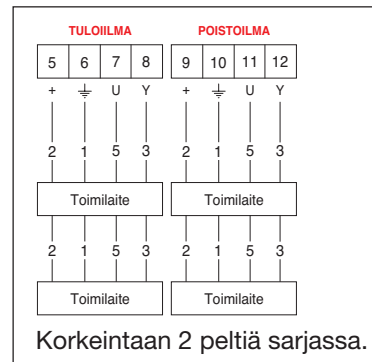 TULOIILMA POISTOILMA
5 6 7 8 9 10 11 12
+ ⏚ U Y + ⏚ U Y
2 1 5 3 2 1 5 3
Toimilaite Toimilaite
2 1 5 3 2 1 5 3
Toimilaite Toimilaite
Korkeintaan 2 peltiä sarjassa.